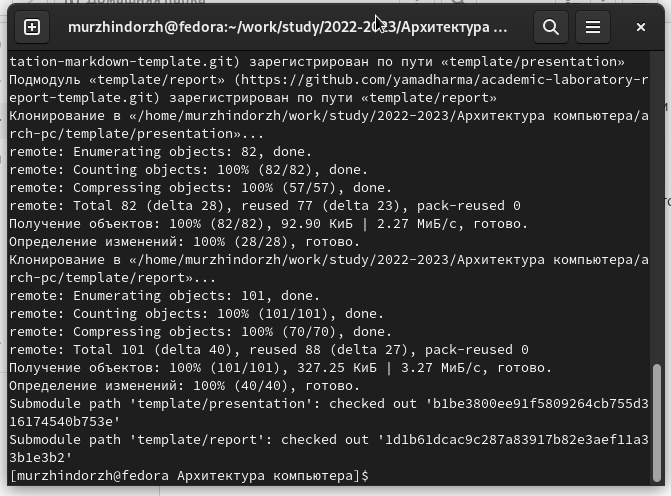 murzhindorzh@fedora:~/work/study/2022-2023/Архитектура ...
tation-markdown-template.git) зарегистрирован по пути «template/presentation»
Подмодуль «template/report» (https://github.com/yamadharma/academic-laboratory-r
eport-template.git) зарегистрирован по пути «template/report»
Клонирование в «/home/murzhindorzh/work/study/2022-2023/Архитектура компьютера/a
rch-pc/template/presentation»...
remote: Enumerating objects: 82, done.
remote: Counting objects: 100% (82/82), done.
remote: Compressing objects: 100% (57/57), done.
remote: Total 82 (delta 28), reused 77 (delta 23), pack-reused 0
Получение объектов: 100% (82/82), 92.90 КиБ | 2.27 МиБ/с, готово.
Определение изменений: 100% (28/28), готово.
Клонирование в «/home/murzhindorzh/work/study/2022-2023/Архитектура компьютера/a
rch-pc/template/report»...
remote: Enumerating objects: 101, done.
remote: Counting objects: 100% (101/101), done.
remote: Compressing objects: 100% (70/70), done.
remote: Total 101 (delta 40), reused 88 (delta 27), pack-reused 0
Получение объектов: 100% (101/101), 327.25 КиБ | 3.27 МиБ/с, готово.
Определение изменений: 100% (40/40), готово.
Submodule path 'template/presentation': checked out 'b1be3800ee91f5809264cb755d3
16174540b753e'
Submodule path 'template/report': checked out '1d1b61dcac9c287a83917b82e3aef11a3
3b1e3b2'
[murzhindorzh@fedora Архитектура компьютера]$